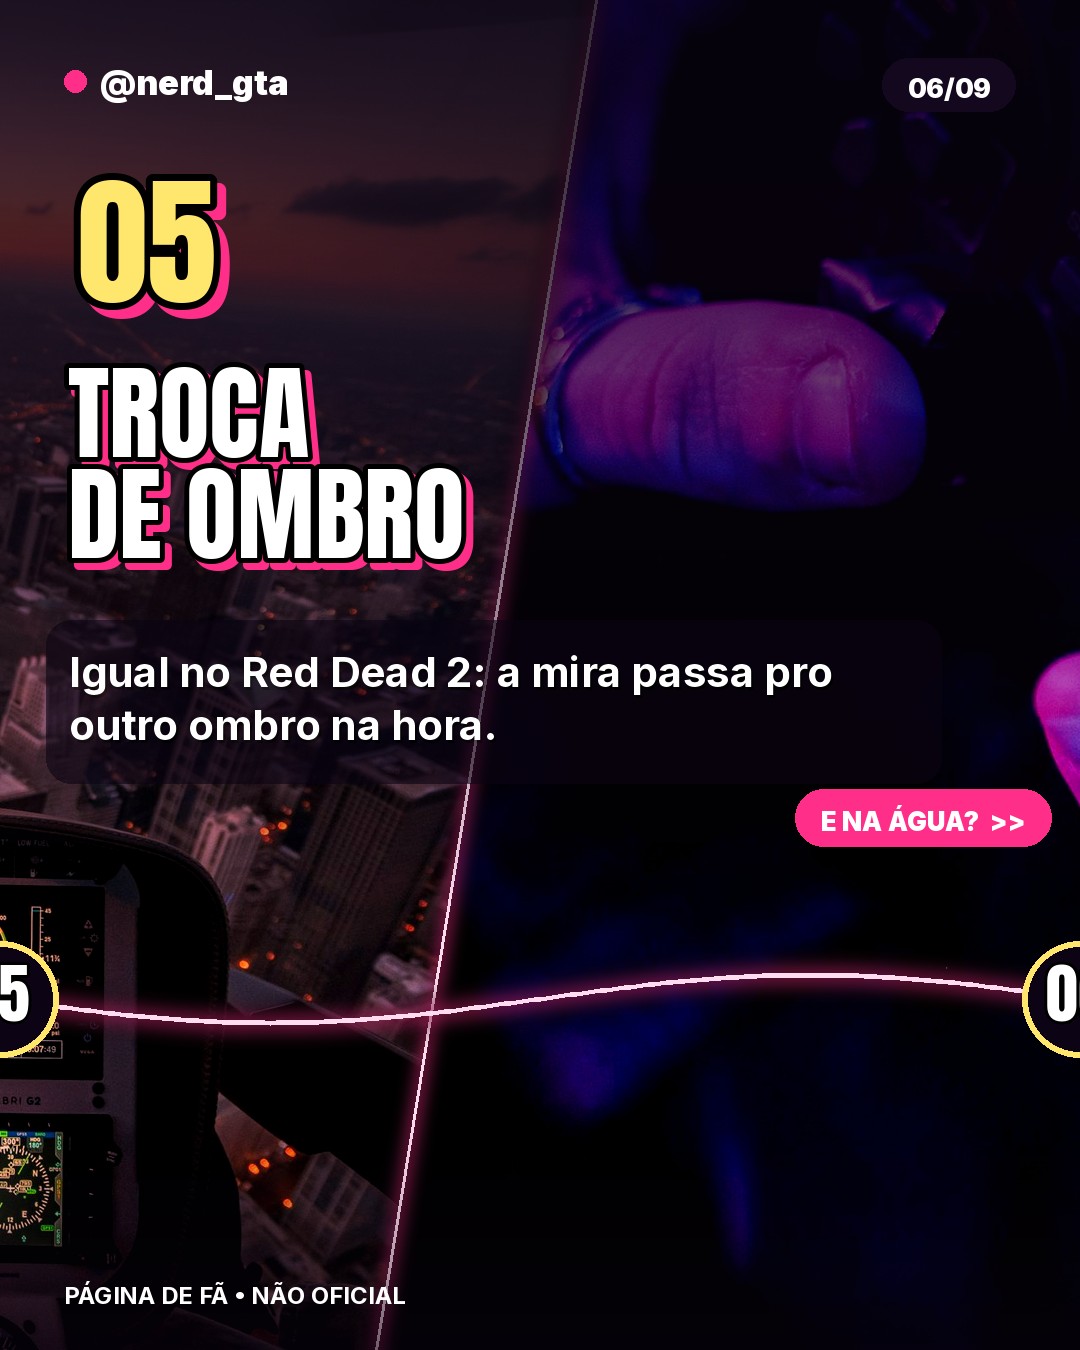 @nerd_gta
06/09
05
TROCA
DE OMBRO
Igual no Red Dead 2: a mira passa pro
outro ombro na hora.
E NA ÁGUA? >>
5
0
PÁGINA DE FÃ • NÃO OFICIAL